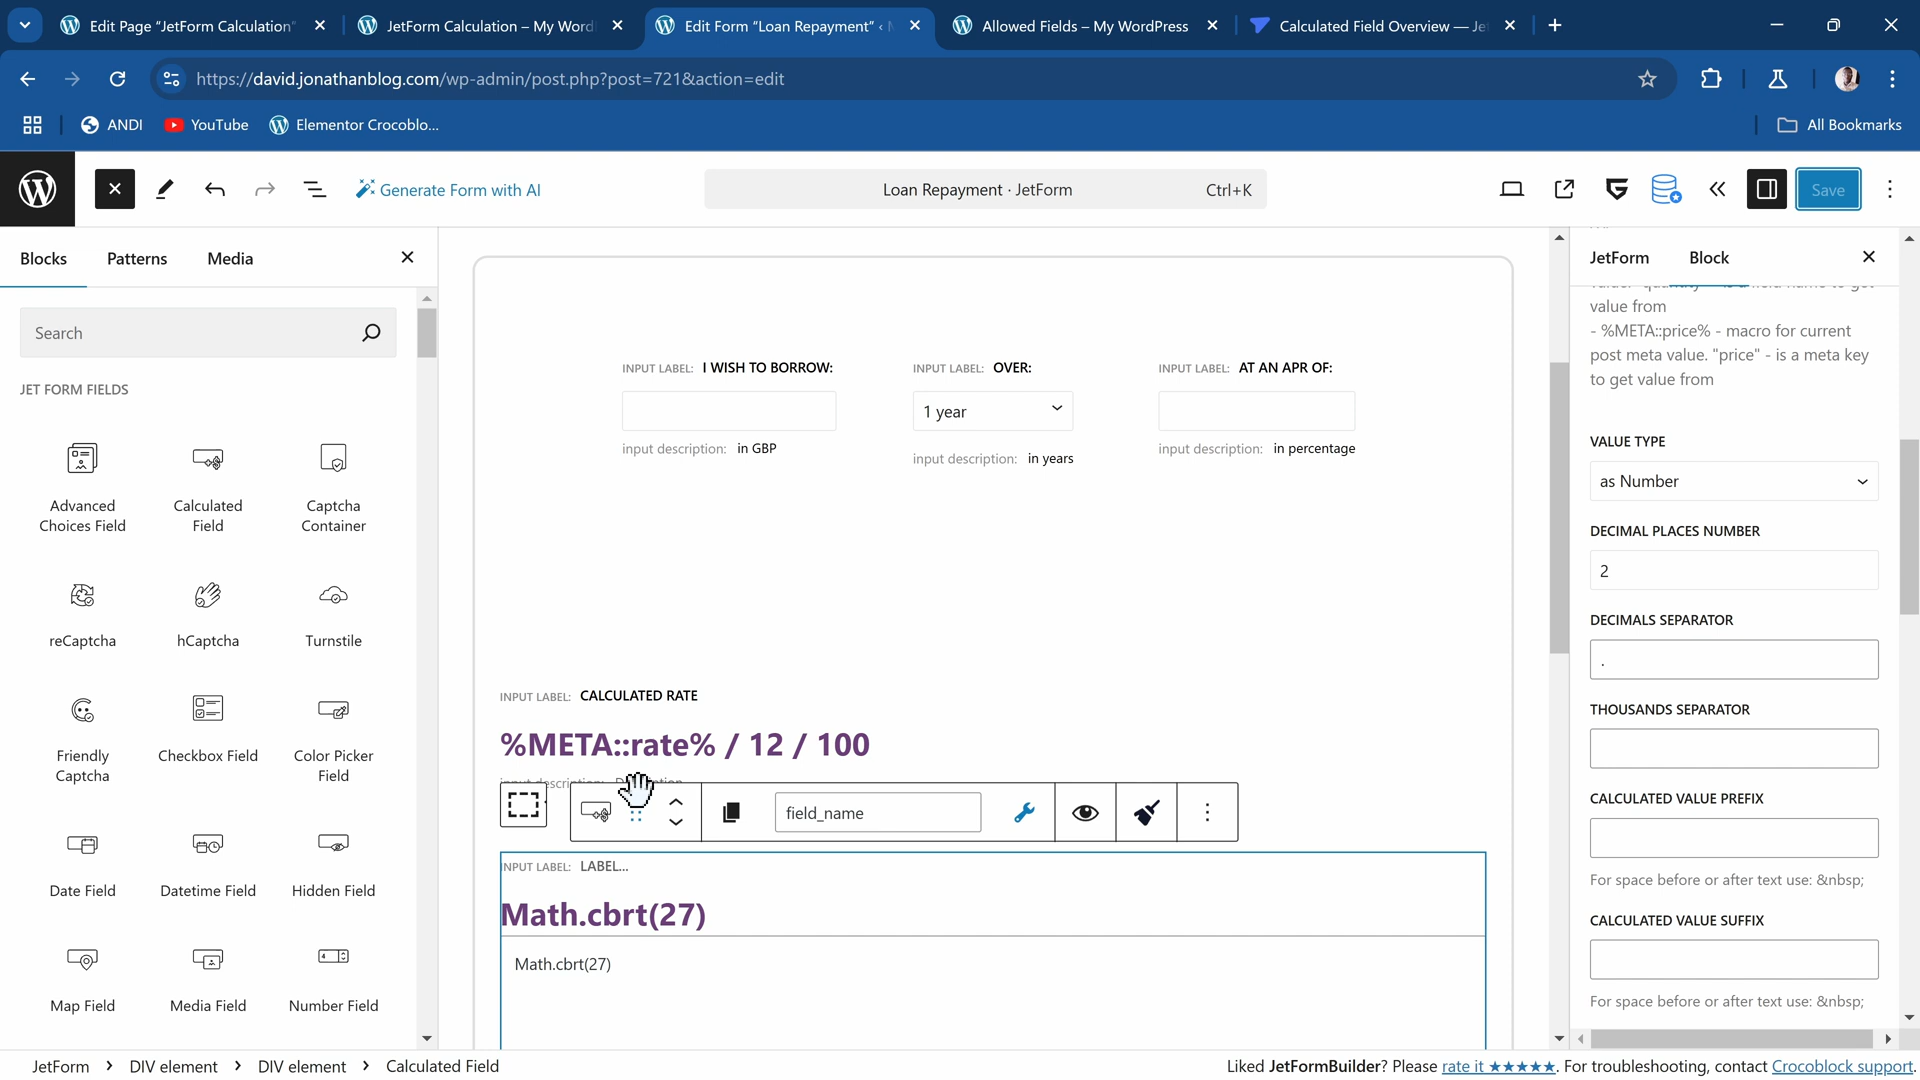 Edit Page "JetForm Calculation"
JetForm Calculation – My Word
Edit Form "Loan Repayment" ‹
Allowed Fields – My WordPress
Calculated Field Overview — Je
https://david.jonathanblog.com/wp-admin/post.php?post=721&action=edit
ANDI
YouTube
Elementor Crocoblo...
All Bookmarks
Generate Form with AI
Loan Repayment · JetForm
Ctrl+K
Save
Blocks
Patterns
Media
Search
JET FORM FIELDS
Advanced Choices Field
Calculated Field
Captcha Container
reCaptcha
hCaptcha
Turnstile
Friendly Captcha
Checkbox Field
Color Picker Field
Date Field
Datetime Field
Hidden Field
Map Field
Media Field
Number Field
INPUT LABEL: I WISH TO BORROW:
input description: in GBP
INPUT LABEL: OVER:
1 year
input description: in years
INPUT LABEL: AT AN APR OF:
input description: in percentage
INPUT LABEL: CALCULATED RATE
%META::rate% / 12 / 100
field_name
INPUT LABEL: LABEL...
Math.cbrt(27)
Math.cbrt(27)
JetForm
Block
value from
- %META::price% - macro for current
post meta value. "price" - is a meta key
to get value from
VALUE TYPE
as Number
DECIMAL PLACES NUMBER
2
DECIMALS SEPARATOR
.
THOUSANDS SEPARATOR
CALCULATED VALUE PREFIX
For space before or after text use: &nbsp;
CALCULATED VALUE SUFFIX
For space before or after text use: &nbsp;
JetForm › DIV element › DIV element › Calculated Field
Liked JetFormBuilder? Please rate it ★★★★★. For troubleshooting, contact Crocoblock support.